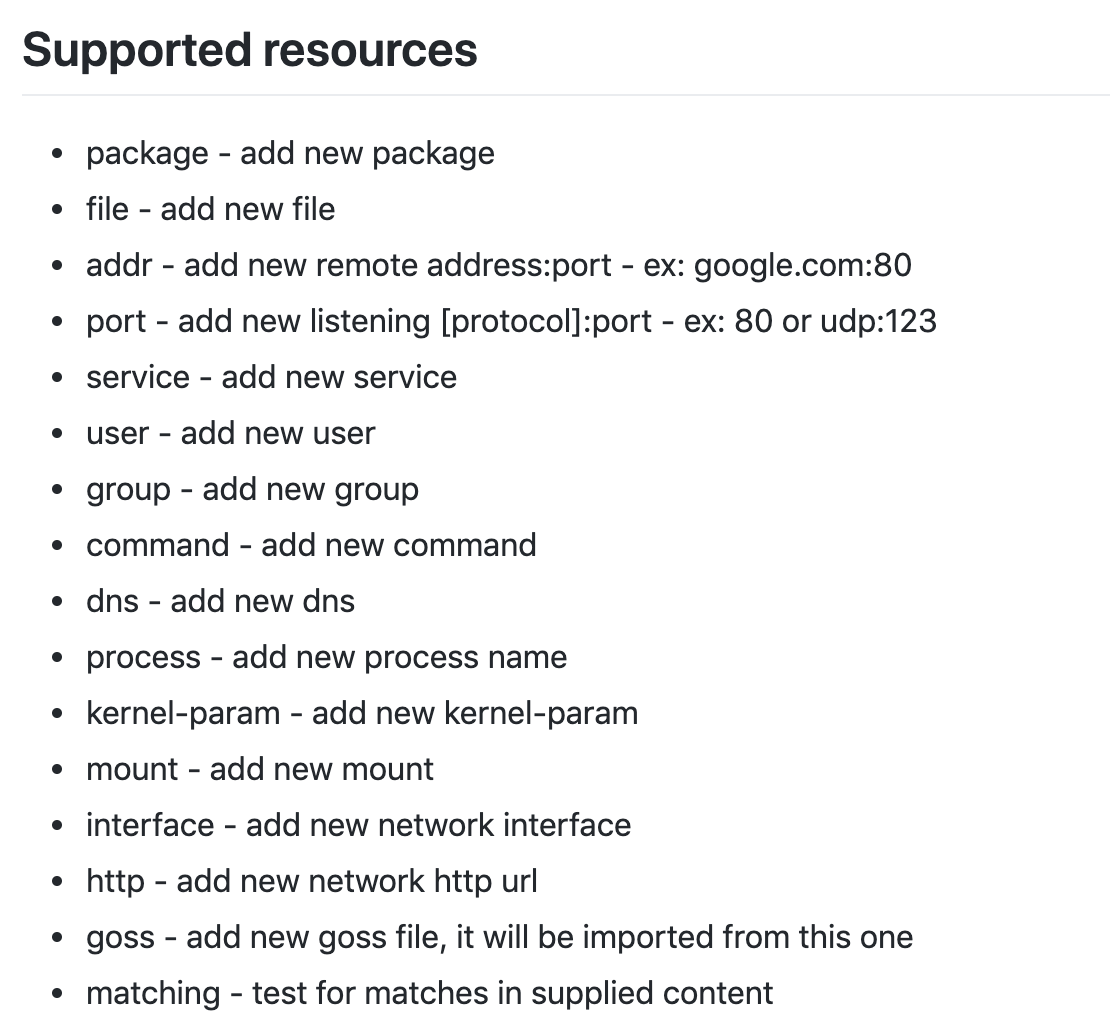 Supported resources
• package - add new package
• file - add new file
• addr - add new remote address:port - ex: google.com:80
• port - add new listening [protocol]:port - ex: 80 or udp:123
• service - add new service
• user - add new user
• group - add new group
• command - add new command
• dns - add new dns
• process - add new process name
• kernel-param - add new kernel-param
• mount - add new mount
• interface - add new network interface
• http - add new network http url
• goss - add new goss file, it will be imported from this one
• matching - test for matches in supplied content